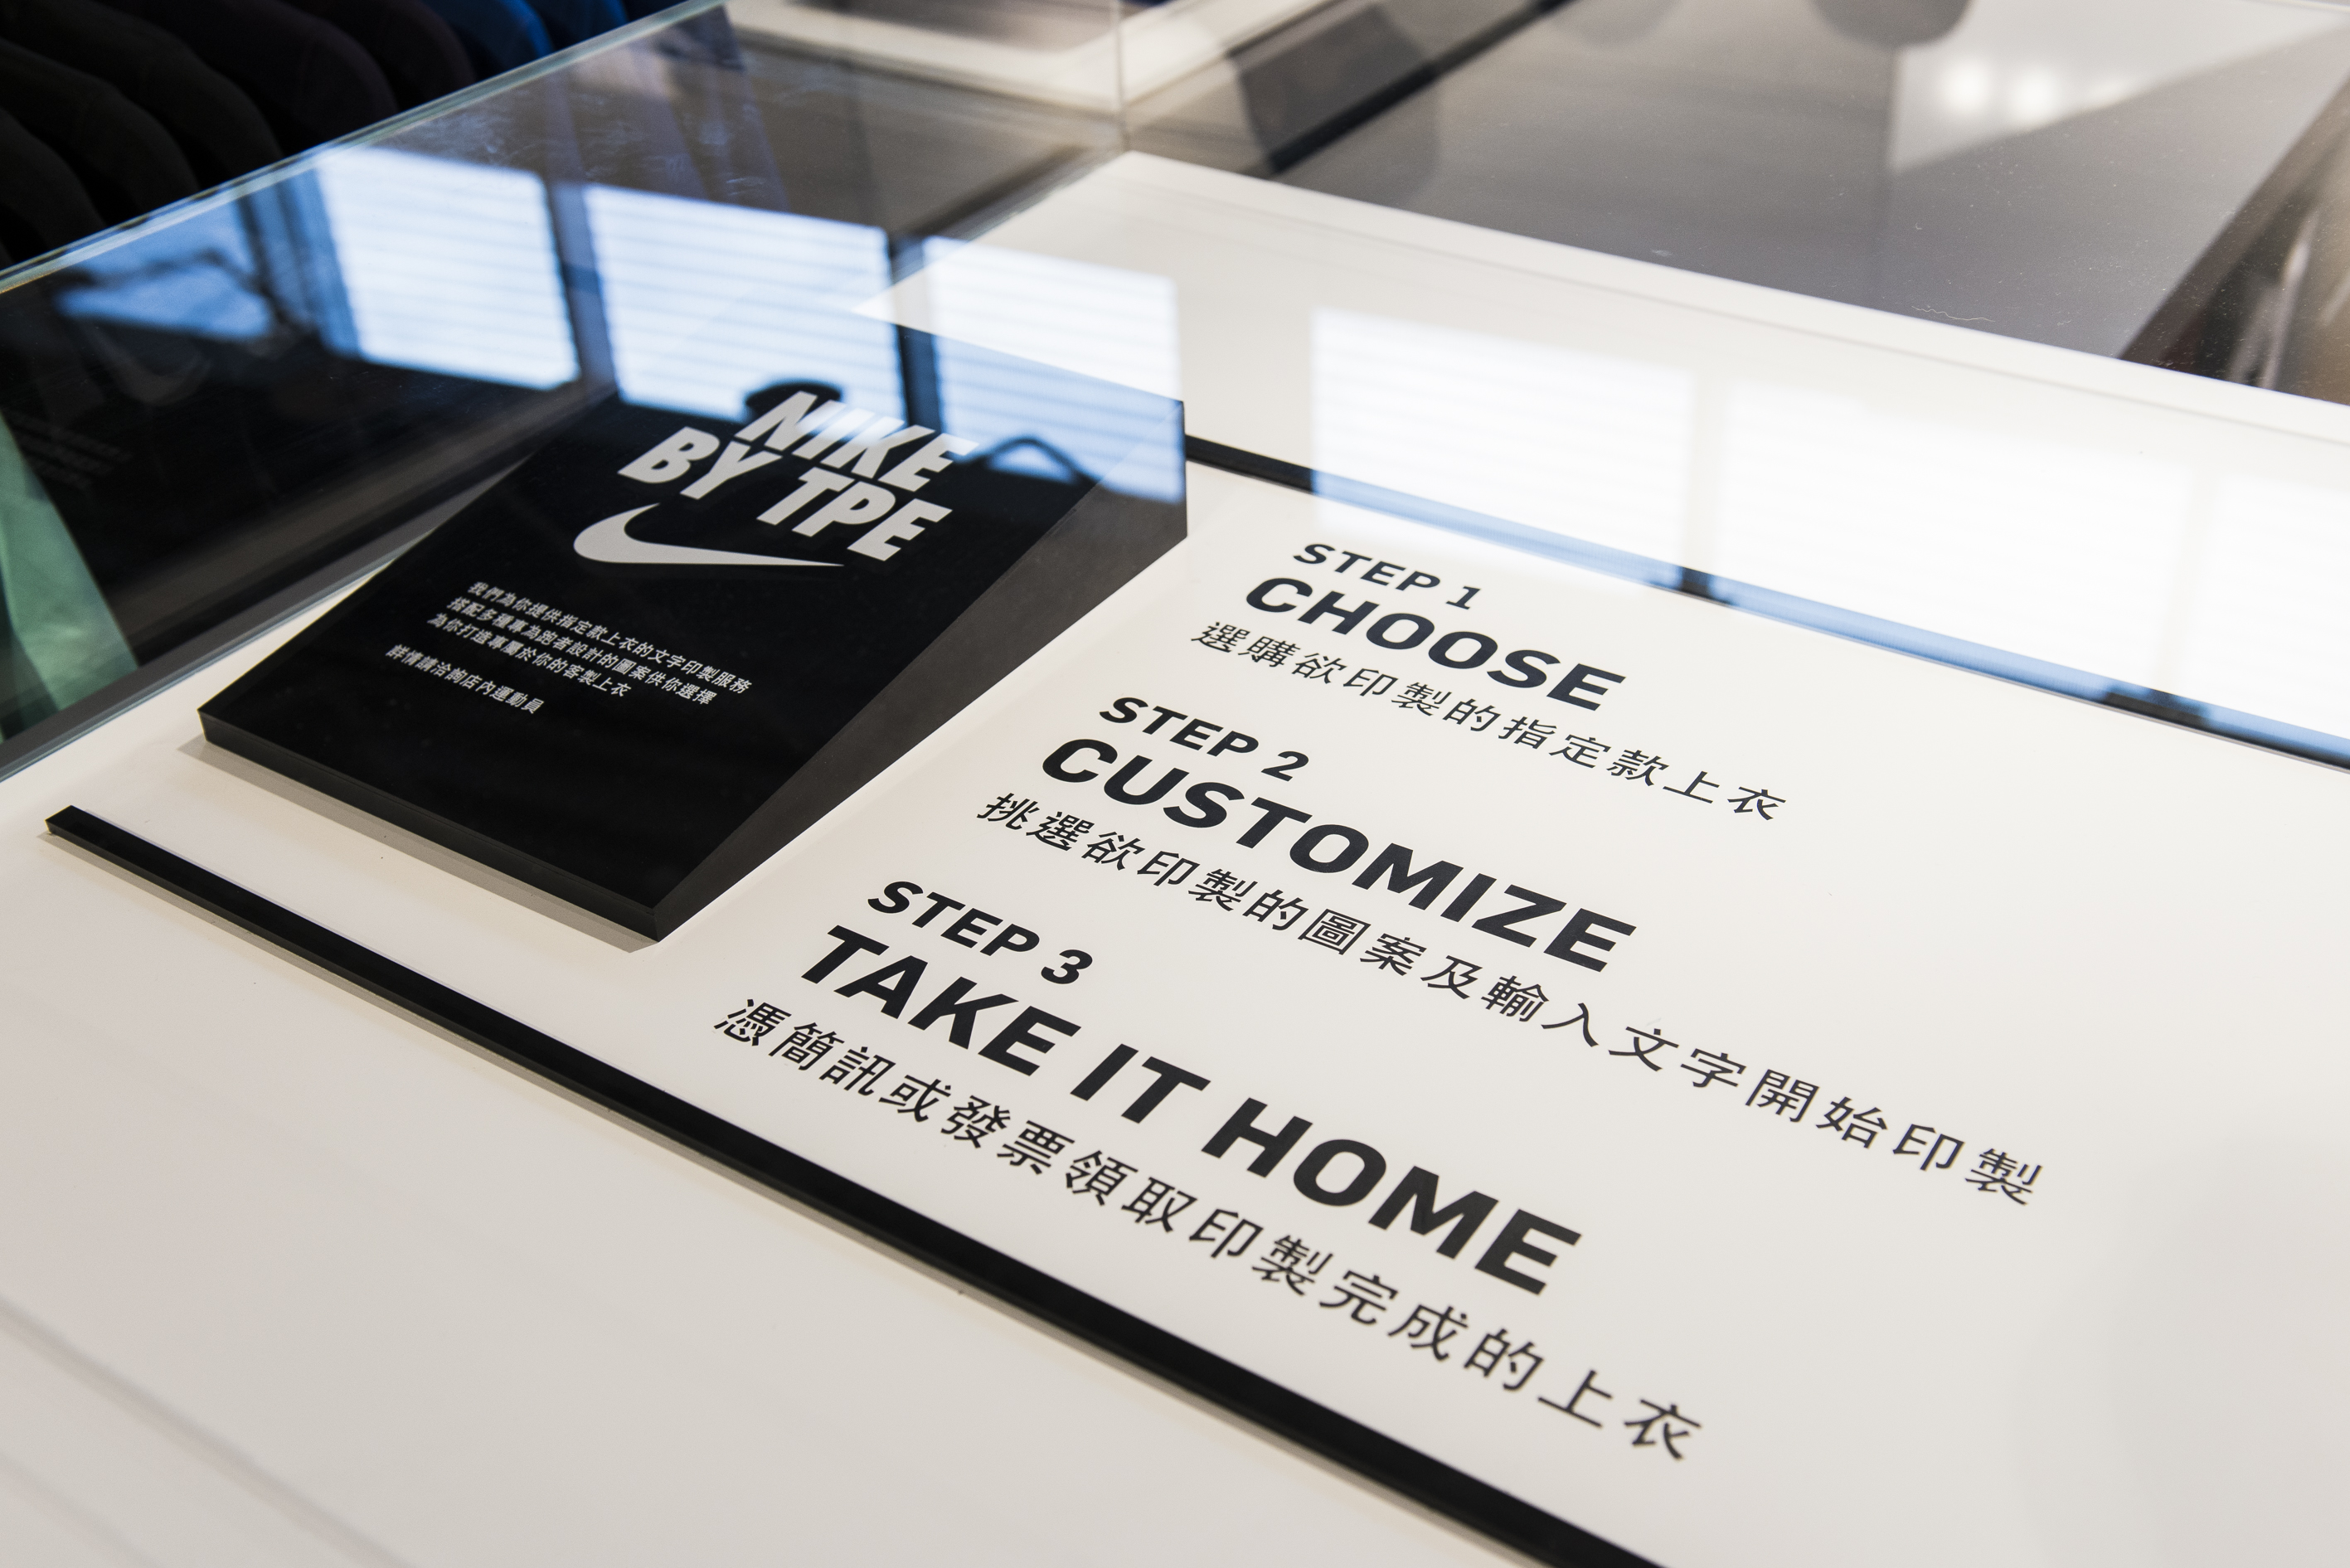 NIKE
BY TPE
我們為你提供指定款上衣的文字印製服務
搭配多種專為跑者設計的圖案供你選擇
為你打造專屬於你的客製上衣
詳情請洽詢店內運動員
STEP 1
CHOOSE
選購欲印製的指定款上衣
STEP 2
CUSTOMIZE
挑選欲印製的圖案及輸入文字開始印製
STEP 3
TAKE IT HOME
憑簡訊或發票領取印製完成的上衣